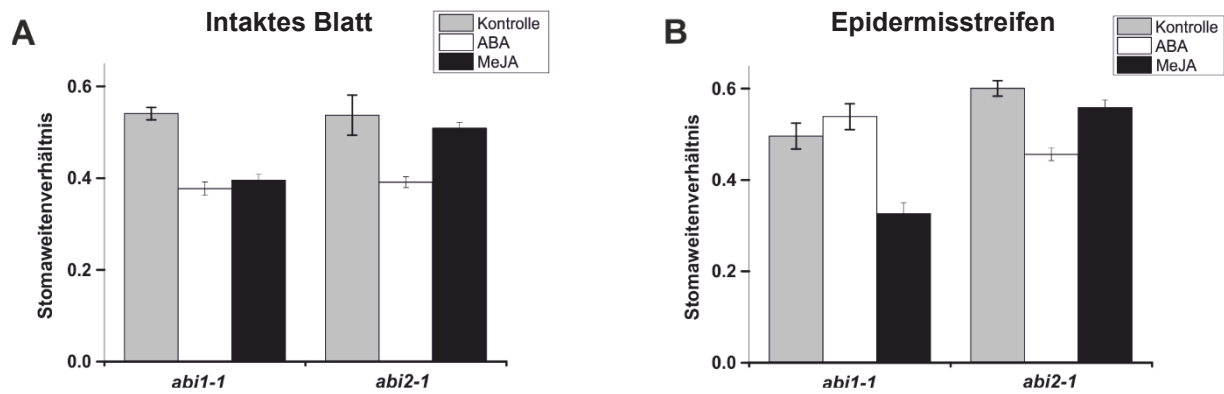 A
Intaktes Blatt
Kontrolle
ABA
MeJA
Stomaweitenverhältnis
0.6
0.4
0.2
0.0
abi1-1
abi2-1
B
Epidermisstreifen
Kontrolle
ABA
MeJA
Stomaweitenverhältnis
0.6
0.4
0.2
0.0
abi1-1
abi2-1